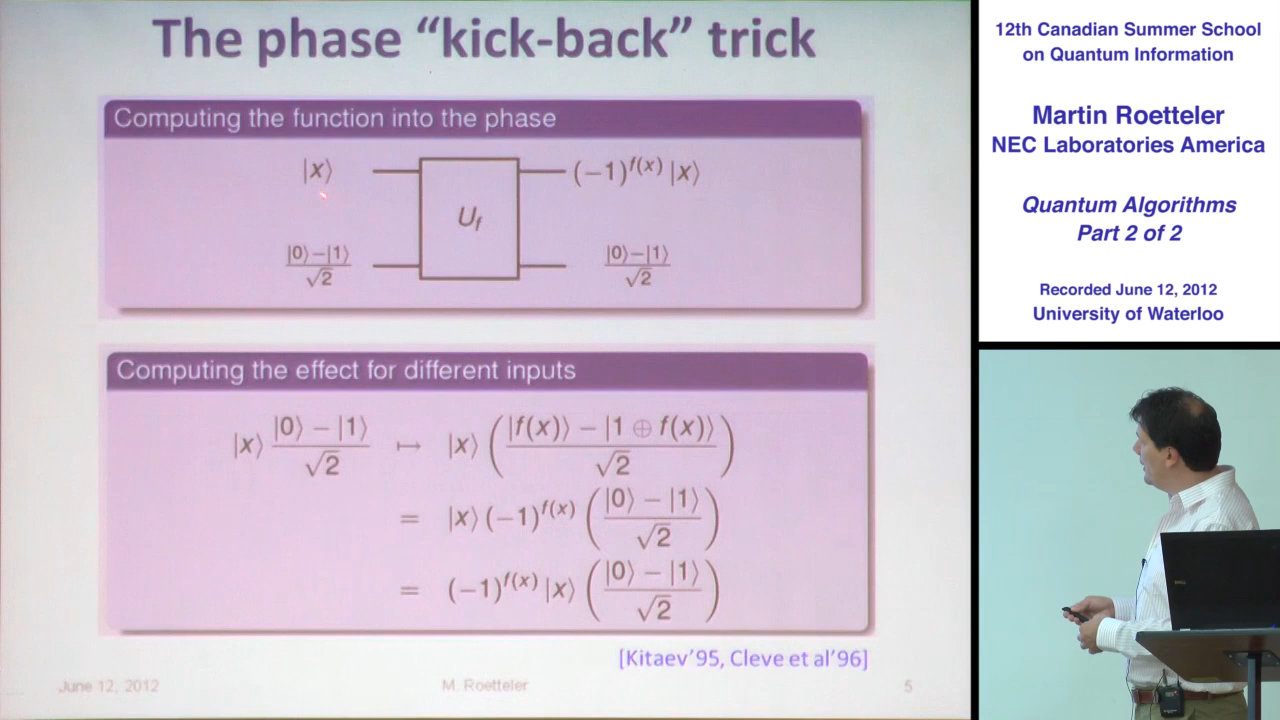 The phase “kick-back” trick
Computing the function into the phase
|x⟩ (−1)^f(x) |x⟩
U_f
|0⟩−|1⟩/√2 |0⟩−|1⟩/√2
Computing the effect for different inputs
|x⟩ |0⟩ − |1⟩/√2 ↦ |x⟩ (|f(x)⟩ − |1 ⊕ f(x)⟩/√2)
= |x⟩ (−1)^f(x) (|0⟩ − |1⟩/√2)
= (−1)^f(x) |x⟩ (|0⟩ − |1⟩/√2)
[Kitaev’95, Cleve et al’96]
June 12, 2012 M. Roetteler 5
12th Canadian Summer School
on Quantum Information
Martin Roetteler
NEC Laboratories America
Quantum Algorithms
Part 2 of 2
Recorded June 12, 2012
University of Waterloo
DELL